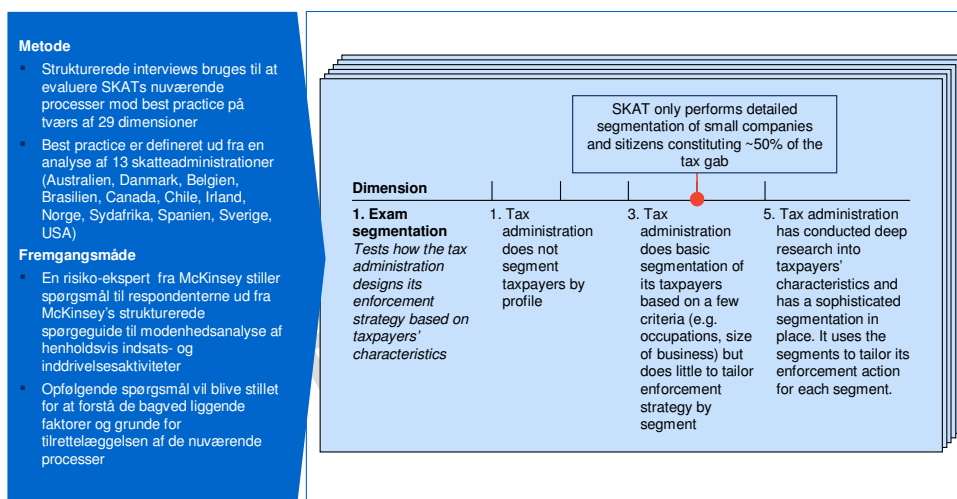 Metode
Strukturerede interviews bruges til at
evaluere SKATs nuværende
processer mod best practice på
tværs af 29 dimensioner
Best practice er defineret ud fra en
analyse af 13 skatteadministrationer
(Australien, Danmark, Belgien,
Brasilien, Canada, Chile, Irland,
Norge, Sydafrika, Spanien, Sverige,
USA)
Fremgangsmåde
En risiko-ekspert fra McKinsey stiller
spørgsmål til respondenterne ud fra
McKinsey's strukturerede
spørgeguide til modenhedsanalyse af
henholdsvis indsats- og
inddrivelsesaktiviteter
Opfølgende spørgsmål vil blive stillet
for at forstå de bagved liggende
faktorer og grunde for
tilrettelæggelsen af de nuværende
processer
SKAT only performs detailed
segmentation of small companies
and sitizens constituting ~50% of the
tax gab
Dimension
1. Exam
segmentation
Tests how the tax
administration
designs its
enforcement
strategy based on
taxpayers'
characteristics
1. Tax
administration
does not
segment
taxpayers by
profile
3. Tax
administration
does basic
segmentation of
its taxpayers
based on a few
criteria (e.g.
occupations, size
of business) but
does little to tailor
enforcement
strategy by
segment
5. Tax administration
has conducted deep
research into
taxpayers'
characteristics and
has a sophisticated
segmentation in
place. It uses the
segments to tailor its
enforcement action
for each segment.